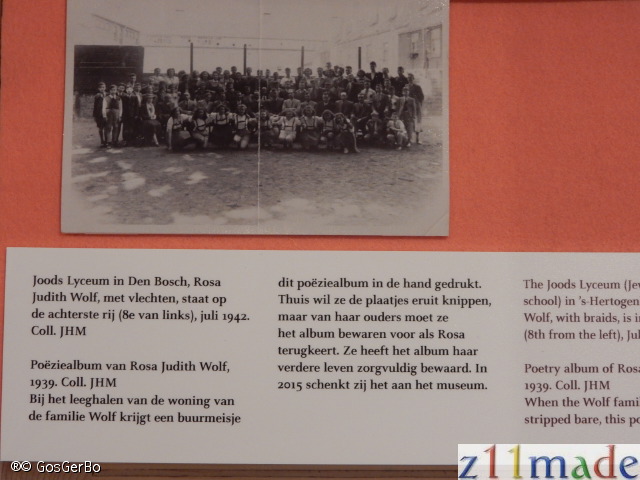 Joods Lyceum in Den Bosch, Rosa
Judith Wolf, met vlechten, staat op
de achterste rij (8e van links), juli 1942.
Coll. JHM
Poëziealbum van Rosa Judith Wolf,
1939. Coll. JHM
Bij het leeghalen van de woning van
de familie Wolf krijgt een buurmeisje
dit poëziealbum in de hand gedrukt.
Thuis wil ze de plaatjes eruit knippen,
maar van haar ouders moet ze
het album bewaren voor als Rosa
terugkeert. Ze heeft het album haar
verdere leven zorgvuldig bewaard. In
2015 schenkt zij het aan het museum.
The Joods Lyceum (Jew
school) in 's-Hertogen
Wolf, with braids, is in
(8th from the left), Jul
Poetry album of Rosa
1939. Coll. JHM
When the Wolf fami
stripped bare, this po
®© GosGerBo
z11made